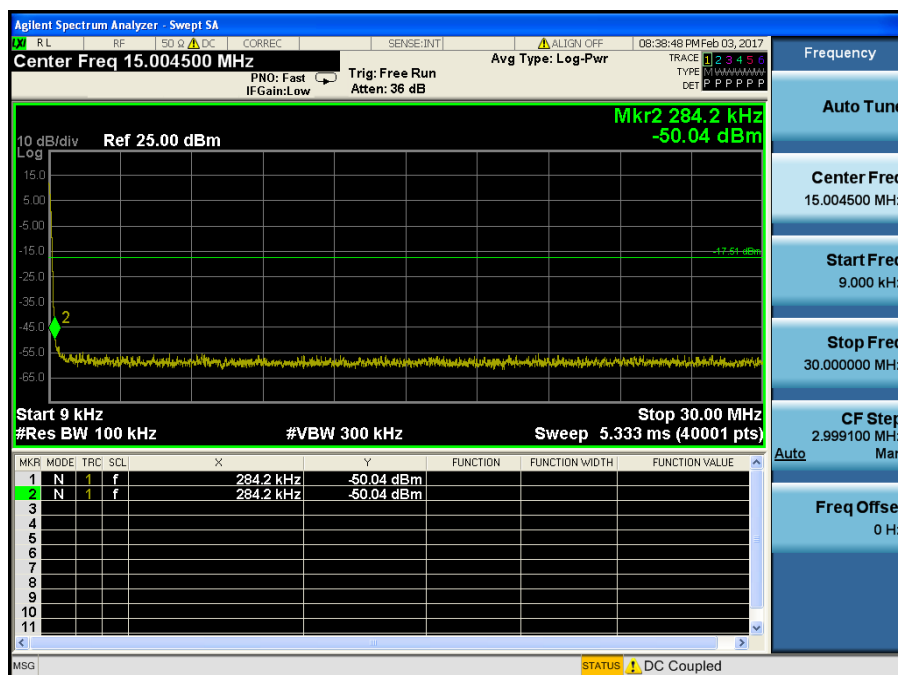 Agilent Spectrum Analyzer - Swept SA
LXI RL RF 50 Ω DC CORREC SENSE:INT ALIGN OFF 08:38:48 PM Feb 03, 2017
Center Freq 15.004500 MHz
PNO: Fast
IFGain:Low
Trig: Free Run
Atten: 36 dB
Avg Type: Log-Pwr
TRACE 1 2 3 4 5 6
TYPE M W W W W W
DET P P P P P P
Mkr2 284.2 kHz
-50.04 dBm
10 dB/div Ref 25.00 dBm
Log
15.0
5.00
-5.00
-15.0
-17.51 dBm
-25.0
-35.0
-45.0
2
-55.0
-65.0
Start 9 kHz Stop 30.00 MHz
#Res BW 100 kHz #VBW 300 kHz Sweep 5.333 ms (40001 pts)
MKR MODE TRC SCL X Y FUNCTION FUNCTION WIDTH FUNCTION VALUE
1 N 1 f 284.2 kHz -50.04 dBm
2 N 1 f 284.2 kHz -50.04 dBm
3
4
5
6
7
8
9
10
11
MSG STATUS DC Coupled
Frequency
Auto Tune
Center Freq
15.004500 MHz
Start Freq
9.000 kHz
Stop Freq
30.000000 MHz
CF Step
2.999100 MHz
Auto Man
Freq Offset
0 Hz